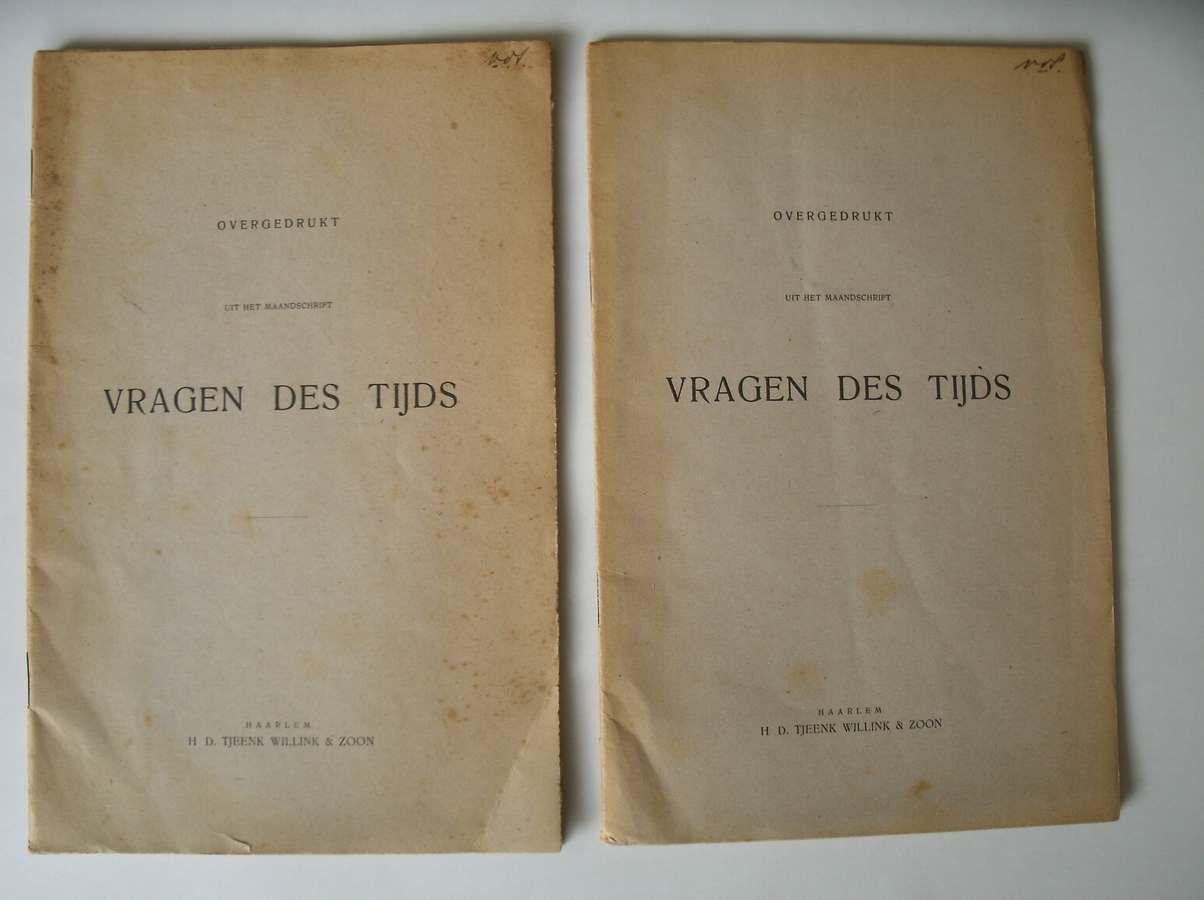 OVERGEDRUKT
UIT HET MAANDSCHRIFT
VRAGEN DES TIJDS
HAARLEM
H D. TJEENK WILLINK & ZOON
OVERGEDRUKT
UIT HET MAANDSCHRIFT
VRAGEN DES TIJDS
HAARLEM
H D. TJEENK WILLINK & ZOON